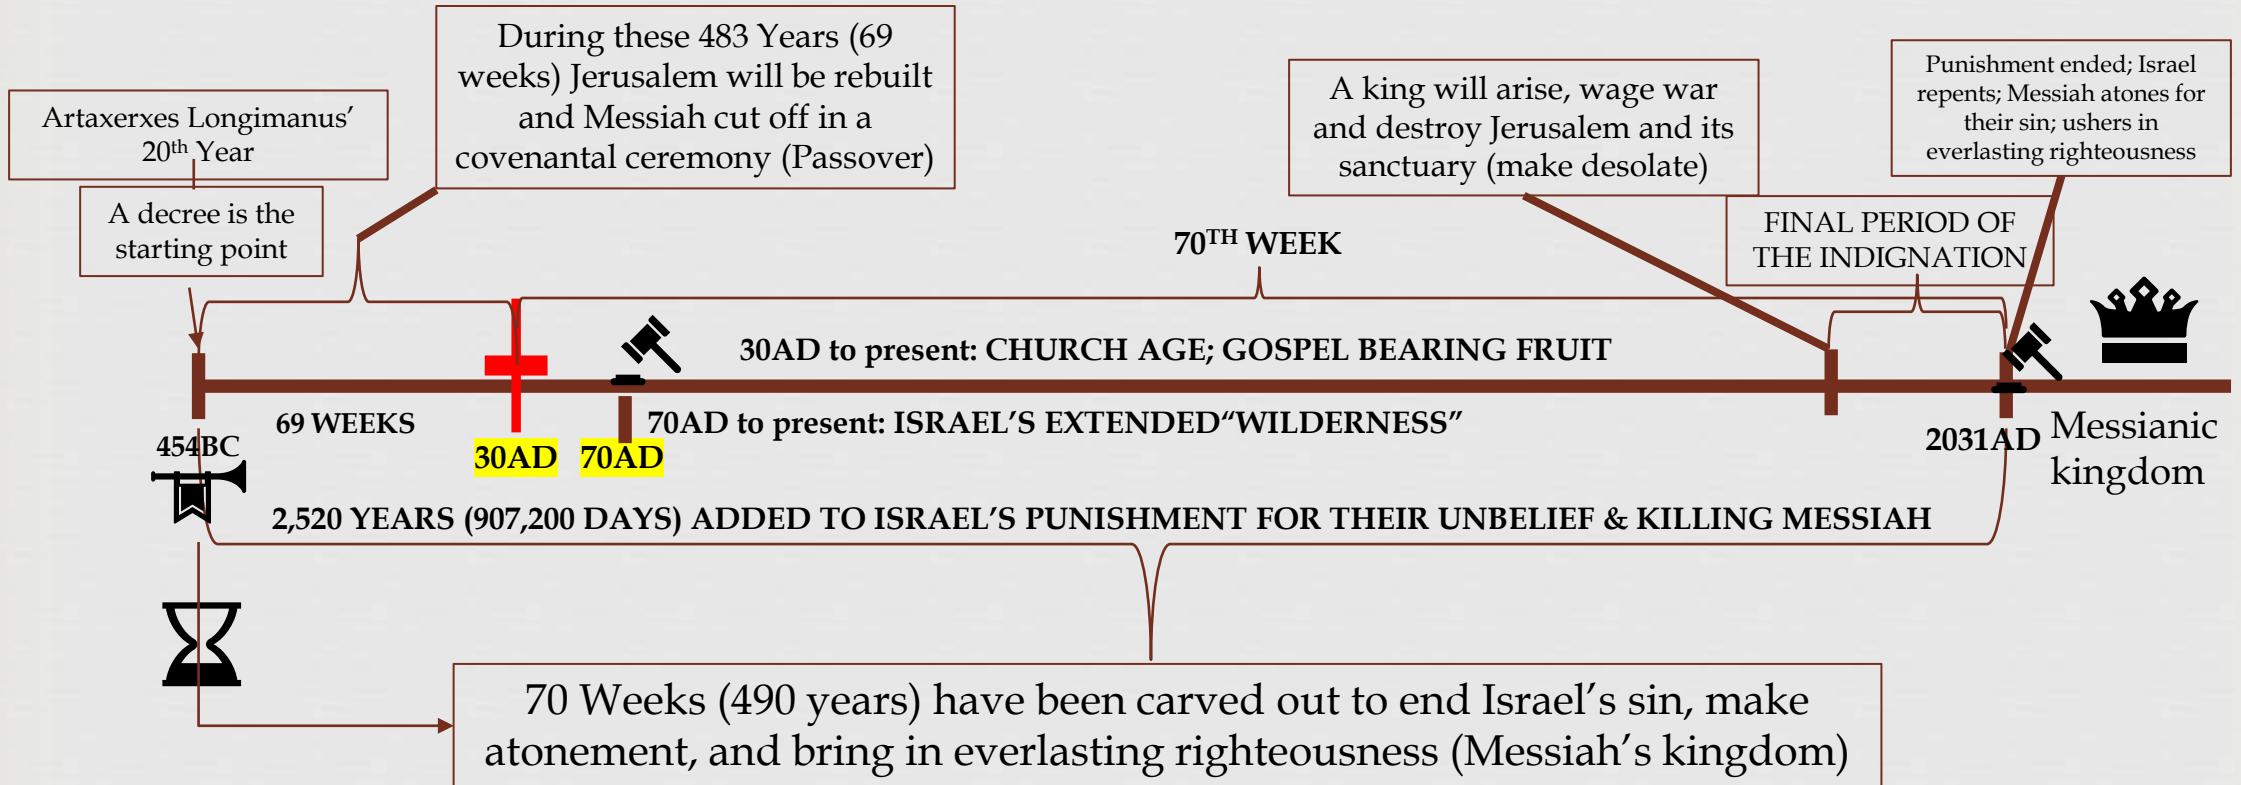 Artaxerxes Longimanus’
20th Year
A decree is the
starting point
During these 483 Years (69
weeks) Jerusalem will be rebuilt
and Messiah cut off in a
covenantal ceremony (Passover)
A king will arise, wage war
and destroy Jerusalem and its
sanctuary (make desolate)
Punishment ended; Israel
repents; Messiah atones for
their sin; ushers in
everlasting righteousness
FINAL PERIOD OF
THE INDIGNATION
70TH WEEK
30AD to present: CHURCH AGE; GOSPEL BEARING FRUIT
69 WEEKS
70AD to present: ISRAEL’S EXTENDED“WILDERNESS”
454BC
30AD
70AD
2031AD
Messianic
kingdom
2,520 YEARS (907,200 DAYS) ADDED TO ISRAEL’S PUNISHMENT FOR THEIR UNBELIEF & KILLING MESSIAH
70 Weeks (490 years) have been carved out to end Israel’s sin, make
atonement, and bring in everlasting righteousness (Messiah’s kingdom)